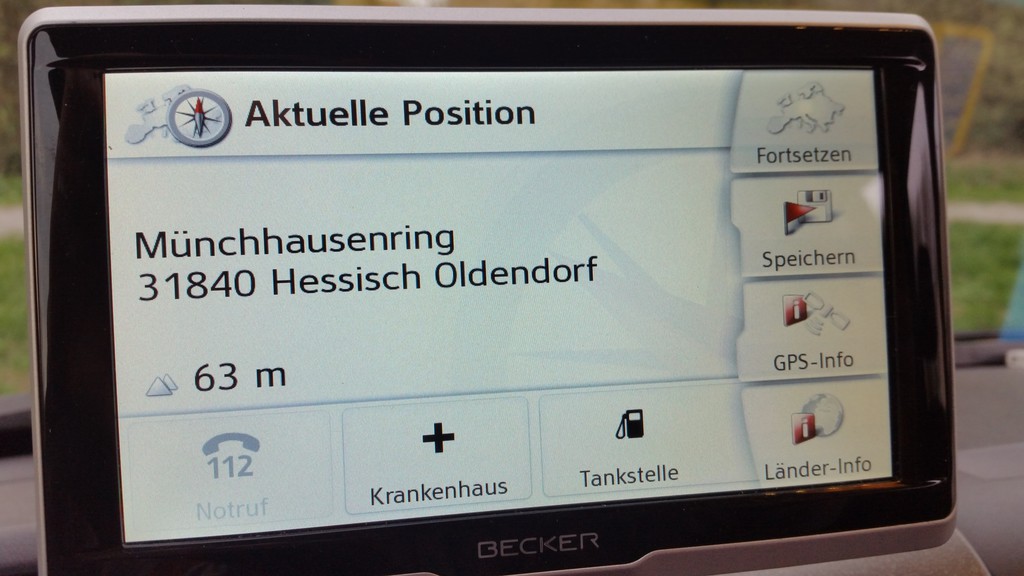 Aktuelle Position
Fortsetzen
Münchhausenring
31840 Hessisch Oldendorf
Speichern
GPS-Info
63 m
Länder-Info
112
Notruf
Krankenhaus
Tankstelle
BECKER